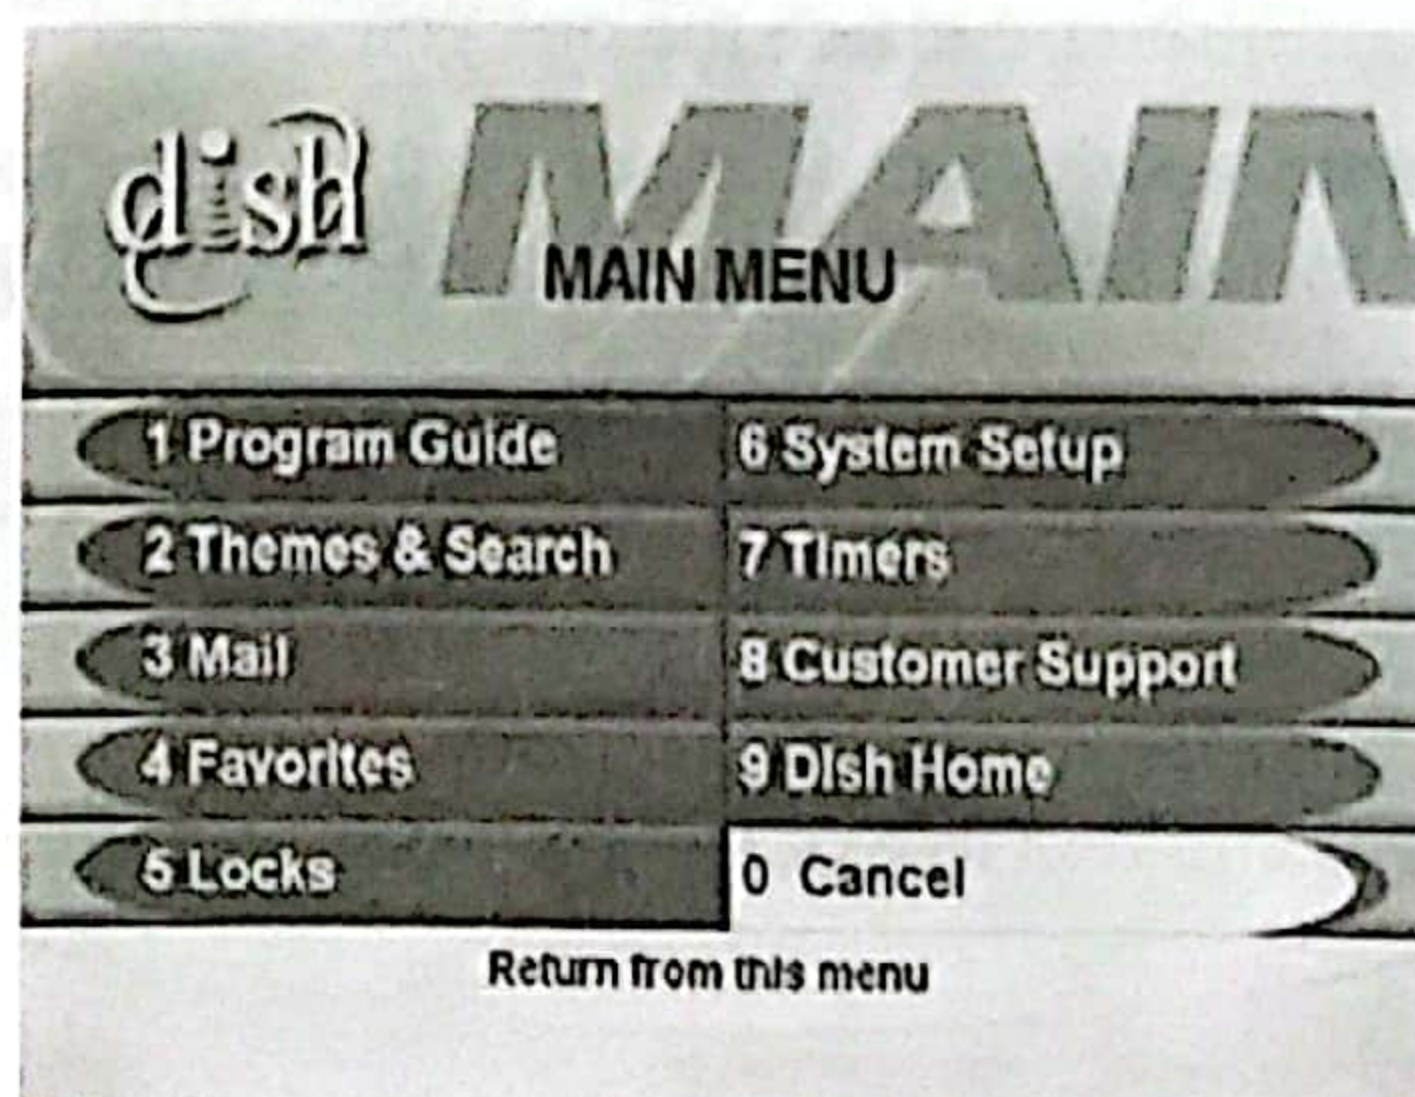 dish
MAIN
MAIN MENU
1 Program Guide
2 Themes & Search
3 Mail
4 Favorites
5 Locks
6 System Setup
7 Timers
8 Customer Support
9 Dish Home
0 Cancel
Return from this menu